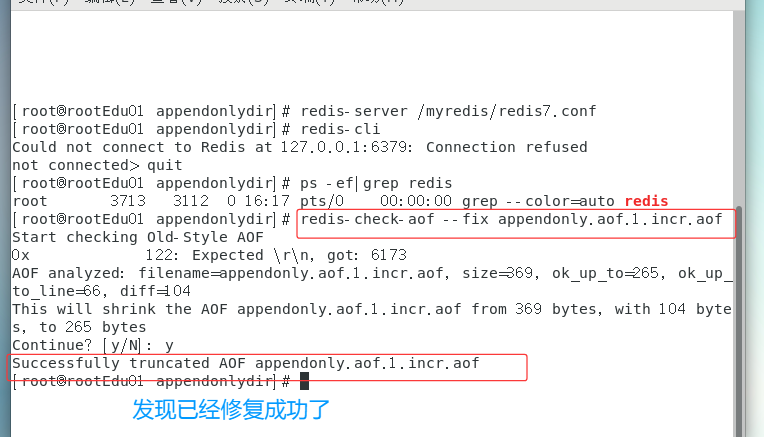 [root@rootEdu01 appendonlydir]# redis-server /myredis/redis7.conf
[root@rootEdu01 appendonlydir]# redis-cli
Could not connect to Redis at 127.0.0.1:6379: Connection refused
not connected> quit
[root@rootEdu01 appendonlydir]# ps -ef|grep redis
root       3713   3112  0 16:17 pts/0    00:00:00 grep --color=auto redis
[root@rootEdu01 appendonlydir]# redis-check-aof --fix appendonly.aof.1.incr.aof
Start checking Old-Style AOF
0x             122: Expected \r\n, got: 6173
AOF analyzed: filename=appendonly.aof.1.incr.aof, size=369, ok_up_to=265, ok_up_
to_line=66, diff=104
This will shrink the AOF appendonly.aof.1.incr.aof from 369 bytes, with 104 byte
s, to 265 bytes
Continue? [y/N]: y
Successfully truncated AOF appendonly.aof.1.incr.aof
[root@rootEdu01 appendonlydir]#
发现已经修复成功了